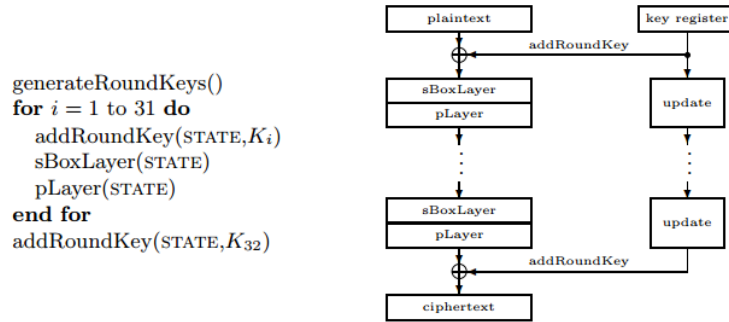 generateRoundKeys()
for i = 1 to 31 do
addRoundKey(STATE,K₁)
sBoxLayer(STATE)
pLayer(STATE)
end for
addRoundKey(STATE,K₃₂)
plaintext
key register
addRoundKey
sBoxLayer
pLayer
update
sBoxLayer
pLayer
update
addRoundKey
ciphertext